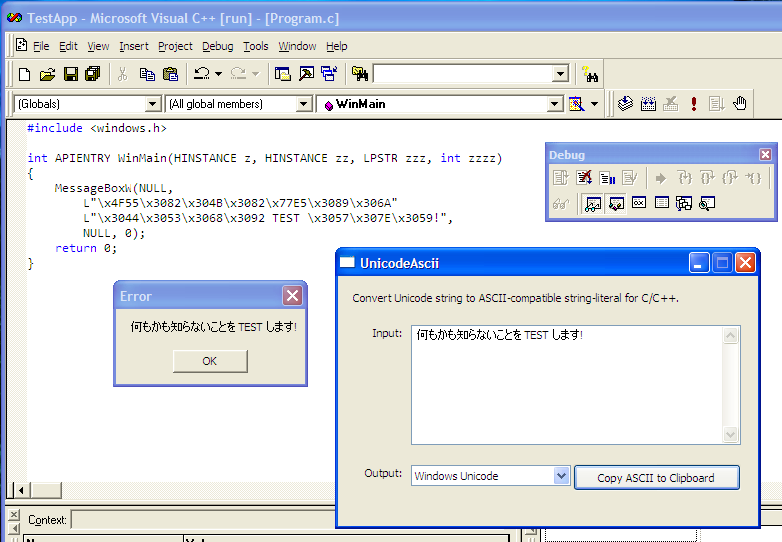 TestApp - Microsoft Visual C++ [run] - [Program.c]
File Edit View Insert Project Debug Tools Window Help
(Globals) (All global members) WinMain
#include <windows.h>
int APIENTRY WinMain(HINSTANCE z, HINSTANCE zz, LPSTR zzz, int zzzz)
{
MessageBoxW(NULL,
L"\x4F55\x3082\x304B\x3082\x77E5\x3089\x306A"
L"\x3044\x3053\x3068\x3092 TEST \x3057\x307E\x3059!",
NULL, 0);
return 0;
}
Debug
Error
何もかも知らないことを TEST します!
OK
UnicodeAscii
Convert Unicode string to ASCII-compatible string-literal for C/C++.
Input:
何もかも知らないことを TEST します!
Output:
Windows Unicode
Copy ASCII to Clipboard
Context: